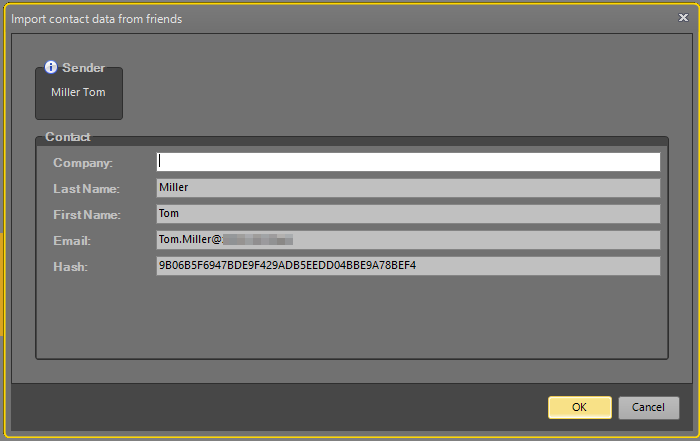 Import contact data from friends
Sender
Miller Tom
Contact
Company:
Last Name: Miller
First Name: Tom
Email: Tom.Miller@
Hash: 9B06B5F6947BDE9F429ADB5EEDD04BBE9A78BEF4
OK Cancel